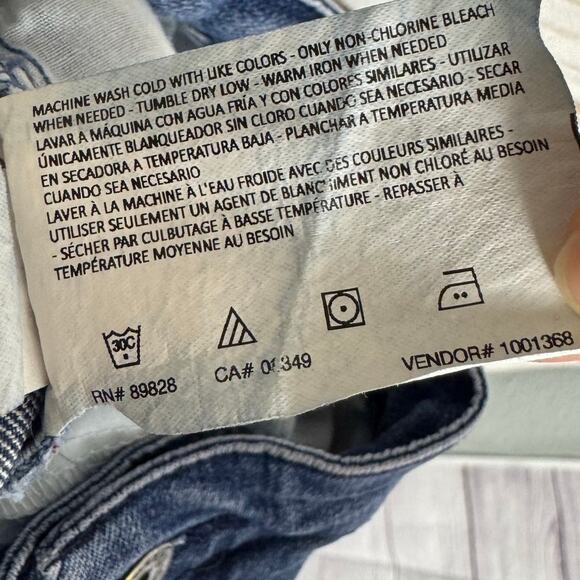 MACHINE WASH COLD WITH LIKE COLORS - ONLY NON-CHLORINE BLEACH
WHEN NEEDED - TUMBLE DRY LOW - WARM IRON WHEN NEEDED
LAVAR A MÁQUINA CON AGUA FRÍA Y CON COLORES SIMILARES - UTILIZAR
ÚNICAMENTE BLANQUEADOR SIN CLORO CUANDO SEA NECESARIO - SECAR
EN SECADORA A TEMPERATURA BAJA - PLANCHAR A TEMPERATURA MEDIA
CUANDO SEA NECESARIO
LAVER À LA MACHINE À L'EAU FROIDE AVEC DES COULEURS SIMILAIRES -
UTILISER SEULEMENT UN AGENT DE NON CHLORÉ AU BESOIN
- SÉCHER PAR CULBUTAGE À BASSE TEMPÉRATURE - REPASSER À
TEMPÉRATURE MOYENNE AU BESOIN
30C
RN# 89828
CA#
VENDOR# 1001368